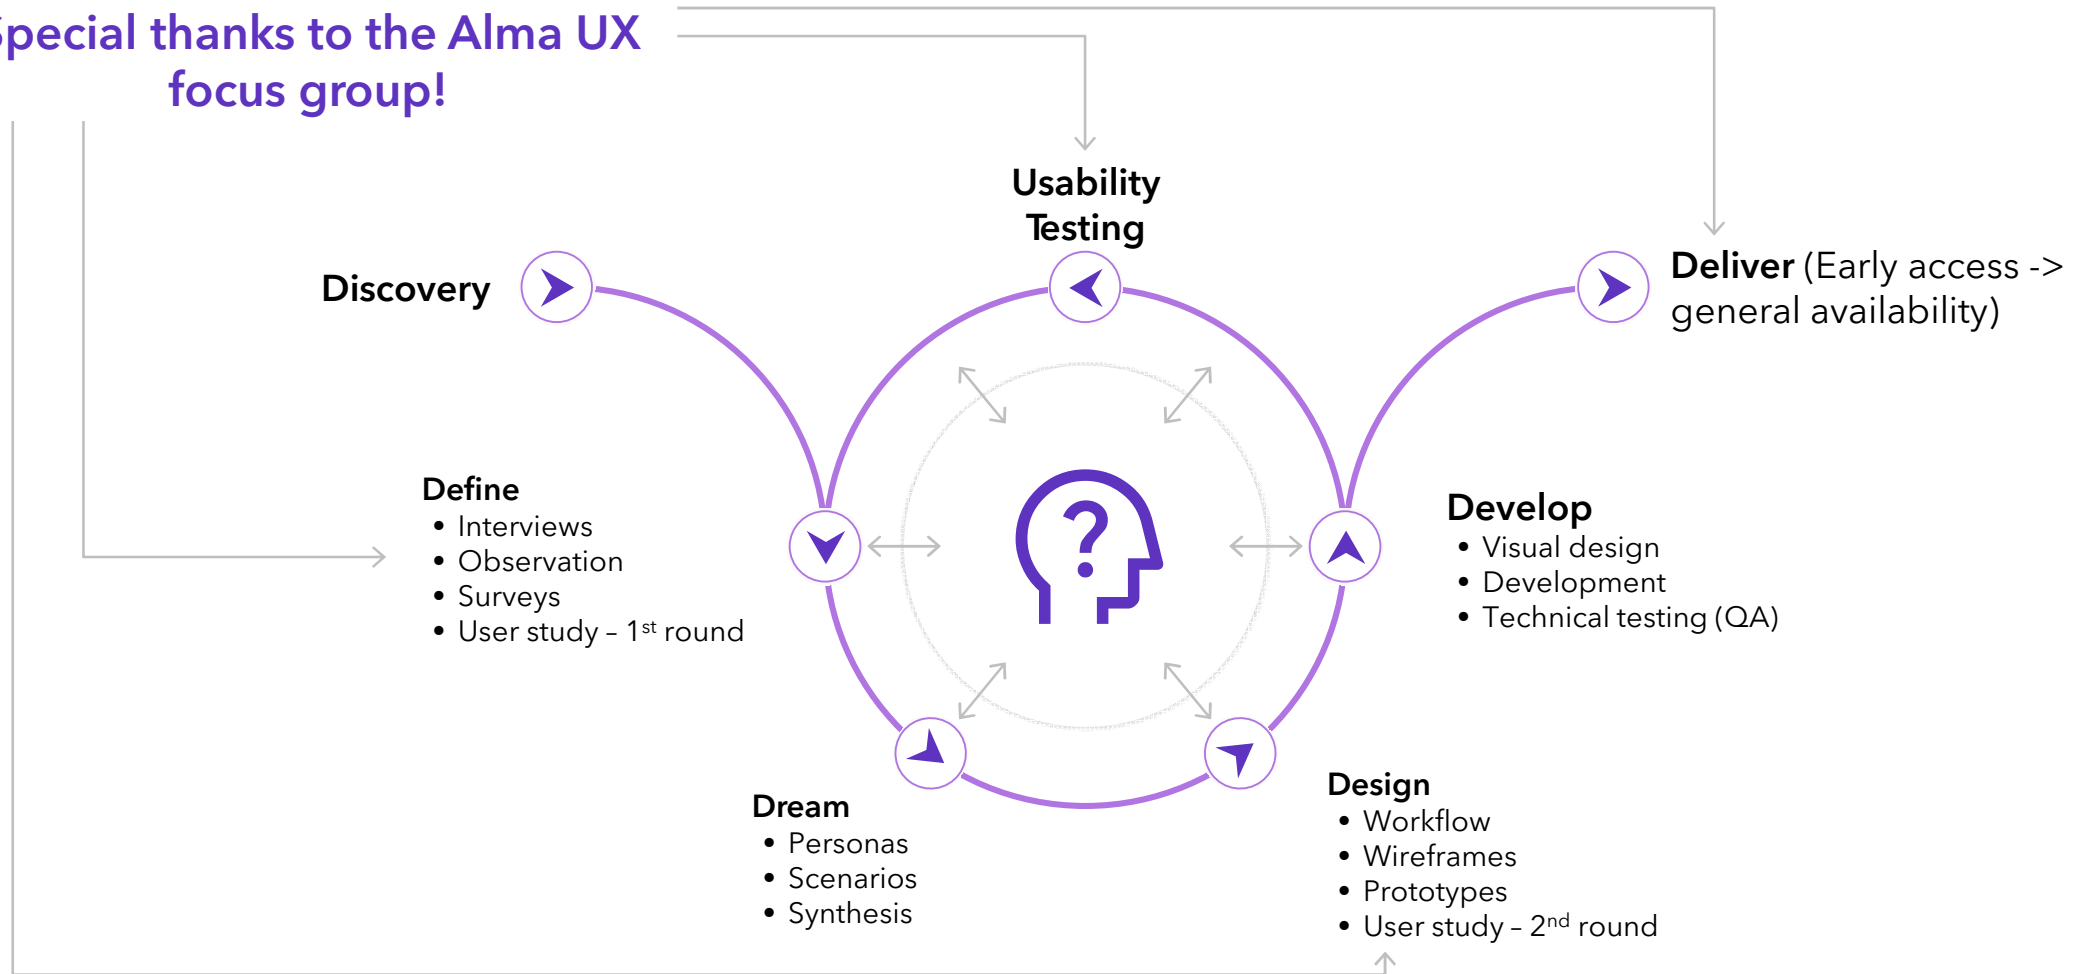 Special thanks to the Alma UX
focus group!
Usability
Testing
Discovery
Deliver (Early access ->
general availability)
Define
• Interviews
• Observation
• Surveys
• User study – 1st round
Develop
• Visual design
• Development
• Technical testing (QA)
Dream
• Personas
• Scenarios
• Synthesis
Design
• Workflow
• Wireframes
• Prototypes
• User study – 2nd round
?